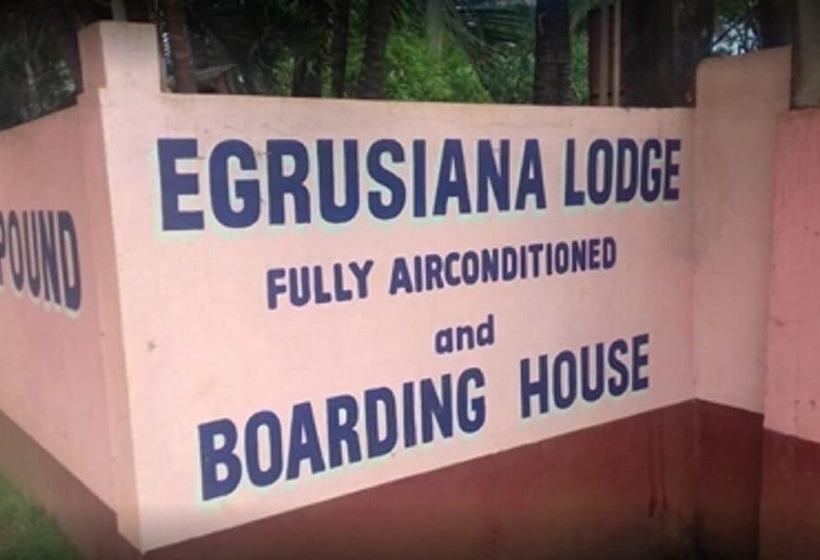 POUND
EGRUSIANA LODGE
FULLY AIRCONDITIONED
and
BOARDING HOUSE